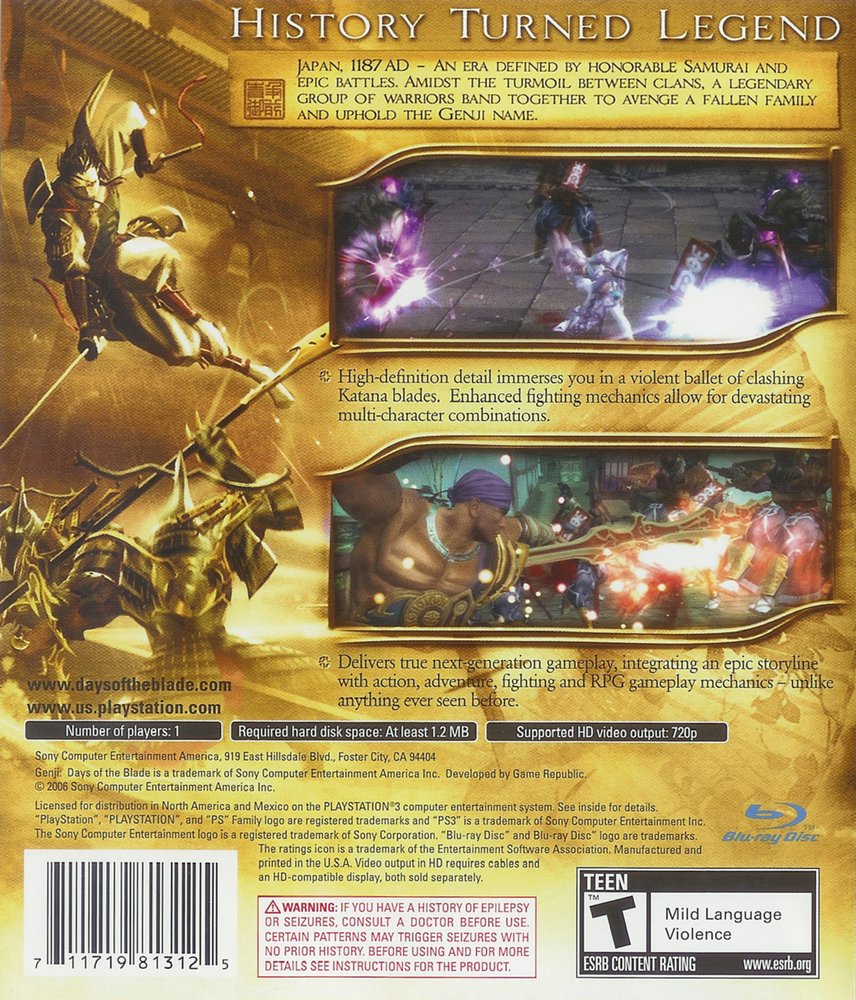 HISTORY TURNED LEGEND
JAPAN, 1187 AD – AN ERA DEFINED BY HONORABLE SAMURAI AND
EPIC BATTLES. AMIDST THE TURMOIL BETWEEN CLANS, A LEGENDARY
GROUP OF WARRIORS BAND TOGETHER TO AVENGE A FALLEN FAMILY
AND UPHOLD THE GENJI NAME.
High-definition detail immerses you in a violent ballet of clashing
Katana blades. Enhanced fighting mechanics allow for devastating
multi-character combinations.
Delivers true next-generation gameplay, integrating an epic storyline
with action, adventure, fighting and RPG gameplay mechanics – unlike
anything ever seen before.
www.daysoftheblade.com
www.us.playstation.com
Number of players: 1
Required hard disk space: At least 1.2 MB
Supported HD video output: 720p
Sony Computer Entertainment America, 919 East Hillsdale Blvd., Foster City, CA 94404
Genji: Days of the Blade is a trademark of Sony Computer Entertainment America Inc. Developed by Game Republic.
© 2006 Sony Computer Entertainment America Inc.
Licensed for distribution in North America and Mexico on the PLAYSTATION®3 computer entertainment system. See inside for details.
"PlayStation", "PLAYSTATION", and "PS" Family logo are registered trademarks and "PS3" is a trademark of Sony Computer Entertainment Inc.
The Sony Computer Entertainment logo is a registered trademark of Sony Corporation. "Blu-ray Disc" and Blu-ray Disc" logo are trademarks.
The ratings icon is a trademark of the Entertainment Software Association. Manufactured and
printed in the U.S.A. Video output in HD requires cables and
an HD-compatible display, both sold separately.
Blu-ray Disc™
WARNING: IF YOU HAVE A HISTORY OF EPILEPSY
OR SEIZURES, CONSULT A DOCTOR BEFORE USE.
CERTAIN PATTERNS MAY TRIGGER SEIZURES WITH
NO PRIOR HISTORY. BEFORE USING AND FOR MORE
DETAILS SEE INSTRUCTIONS FOR THE PRODUCT.
7 11719 81312 5
TEEN
T™
Mild Language
Violence
ESRB CONTENT RATING www.esrb.org